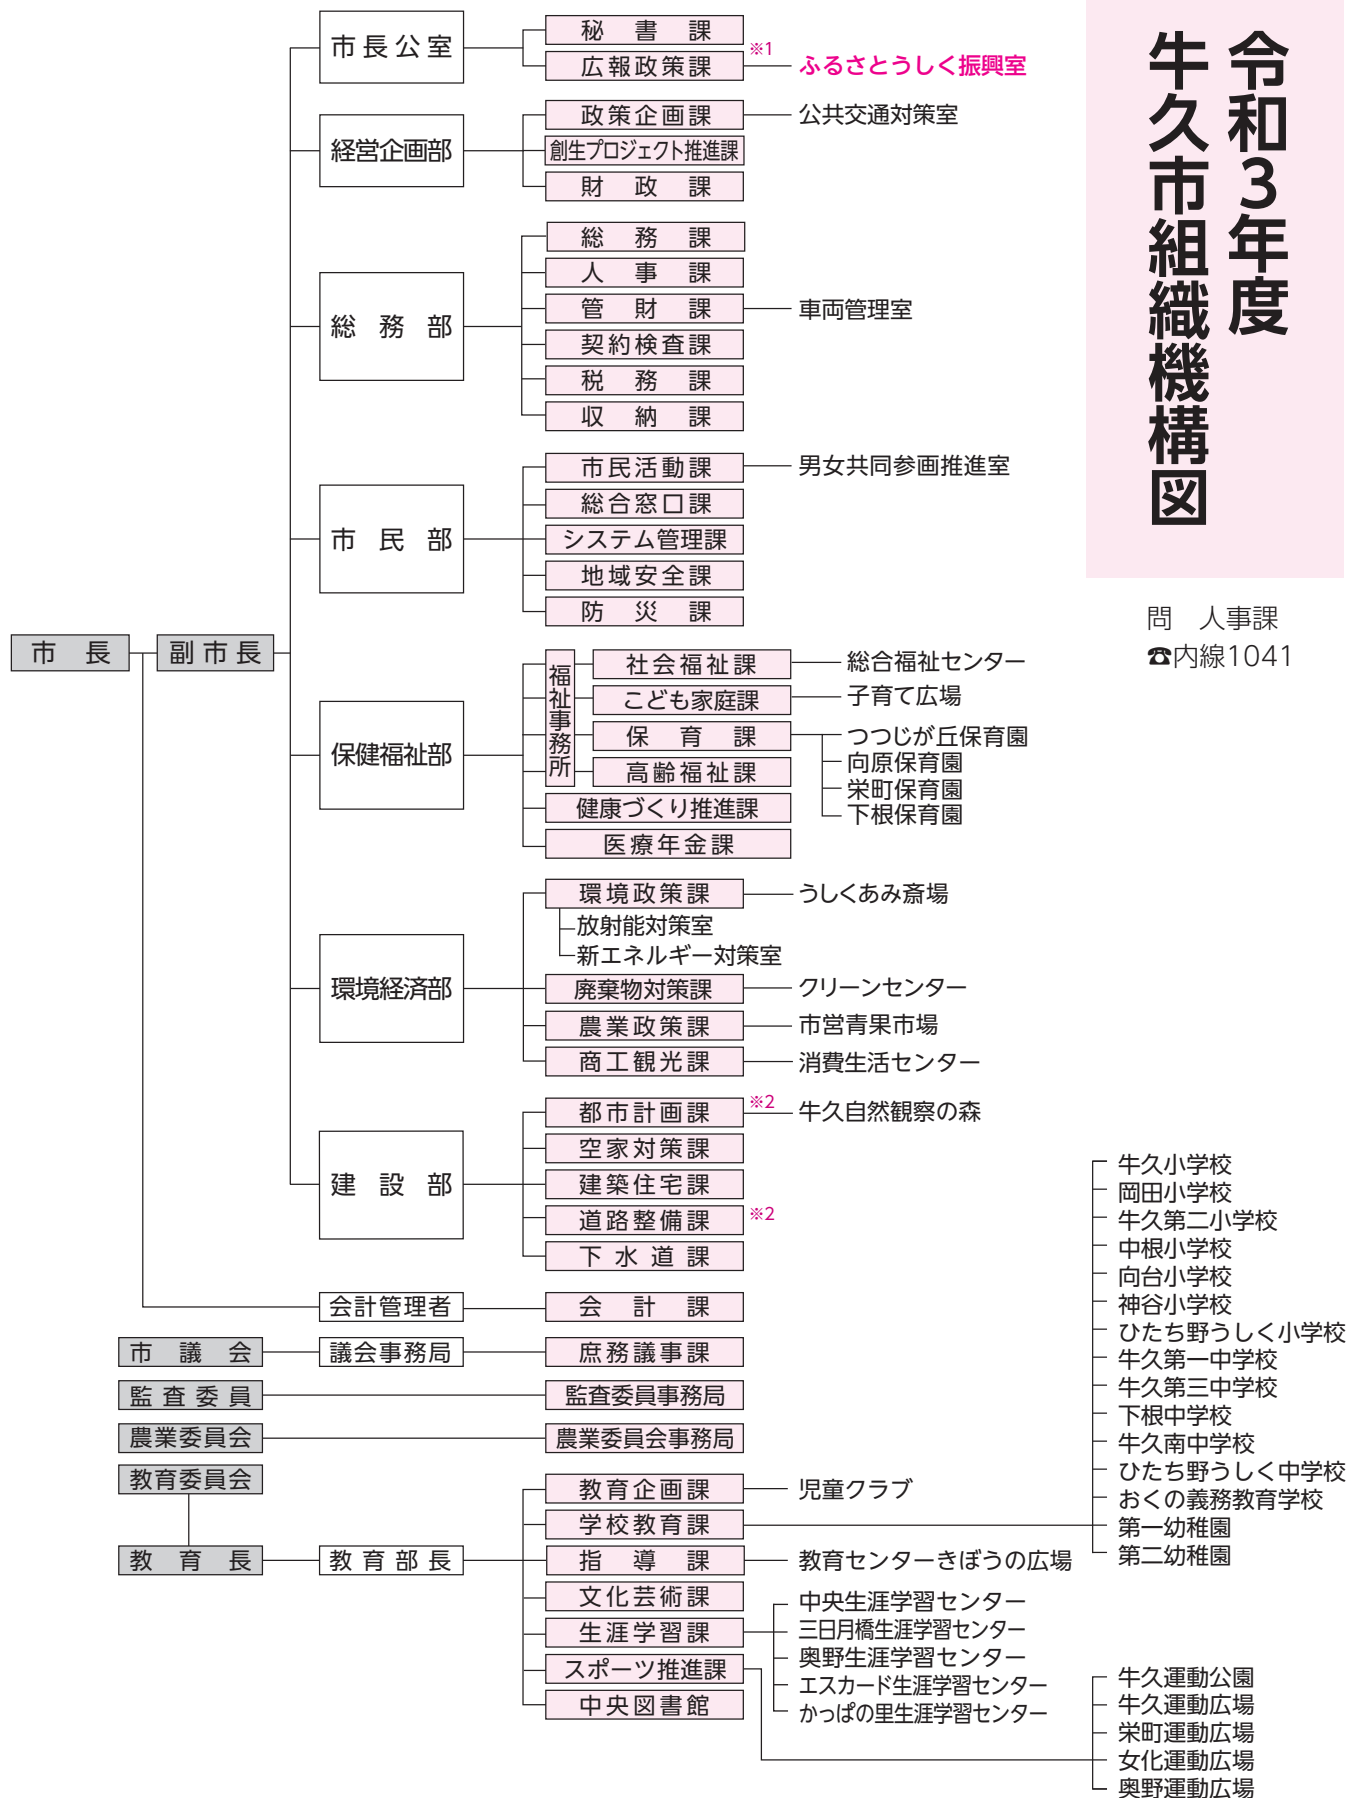 令和3年度
牛久市組織機構図
問　人事課
☎内線1041
市長
副市長
市長公室
秘書課
広報政策課
※1
ふるさとうしく振興室
経営企画部
政策企画課
公共交通対策室
創生プロジェクト推進課
財政課
総務部
総務課
人事課
管財課
車両管理室
契約検査課
税務課
収納課
市民部
市民活動課
男女共同参画推進室
総合窓口課
システム管理課
地域安全課
防災課
保健福祉部
福祉事務所
社会福祉課
総合福祉センター
こども家庭課
子育て広場
保育課
つつじが丘保育園
向原保育園
栄町保育園
下根保育園
高齢福祉課
健康づくり推進課
医療年金課
環境経済部
環境政策課
うしくあみ斎場
放射能対策室
新エネルギー対策室
廃棄物対策課
クリーンセンター
農業政策課
市営青果市場
商工観光課
消費生活センター
建設部
都市計画課
※2
牛久自然観察の森
空家対策課
建築住宅課
道路整備課
※2
下水道課
会計管理者
会計課
市議会
議会事務局
庶務議事課
監査委員
監査委員事務局
農業委員会
農業委員会事務局
教育委員会
教育長
教育部長
教育企画課
児童クラブ
学校教育課
牛久小学校
岡田小学校
牛久第二小学校
中根小学校
向台小学校
神谷小学校
ひたち野うしく小学校
牛久第一中学校
牛久第三中学校
下根中学校
牛久南中学校
ひたち野うしく中学校
おくの義務教育学校
第一幼稚園
第二幼稚園
指導課
教育センターきぼうの広場
文化芸術課
生涯学習課
中央生涯学習センター
三日月橋生涯学習センター
奥野生涯学習センター
エスカード生涯学習センター
かっぱの里生涯学習センター
スポーツ推進課
牛久運動公園
牛久運動広場
栄町運動広場
女化運動広場
奥野運動広場
中央図書館